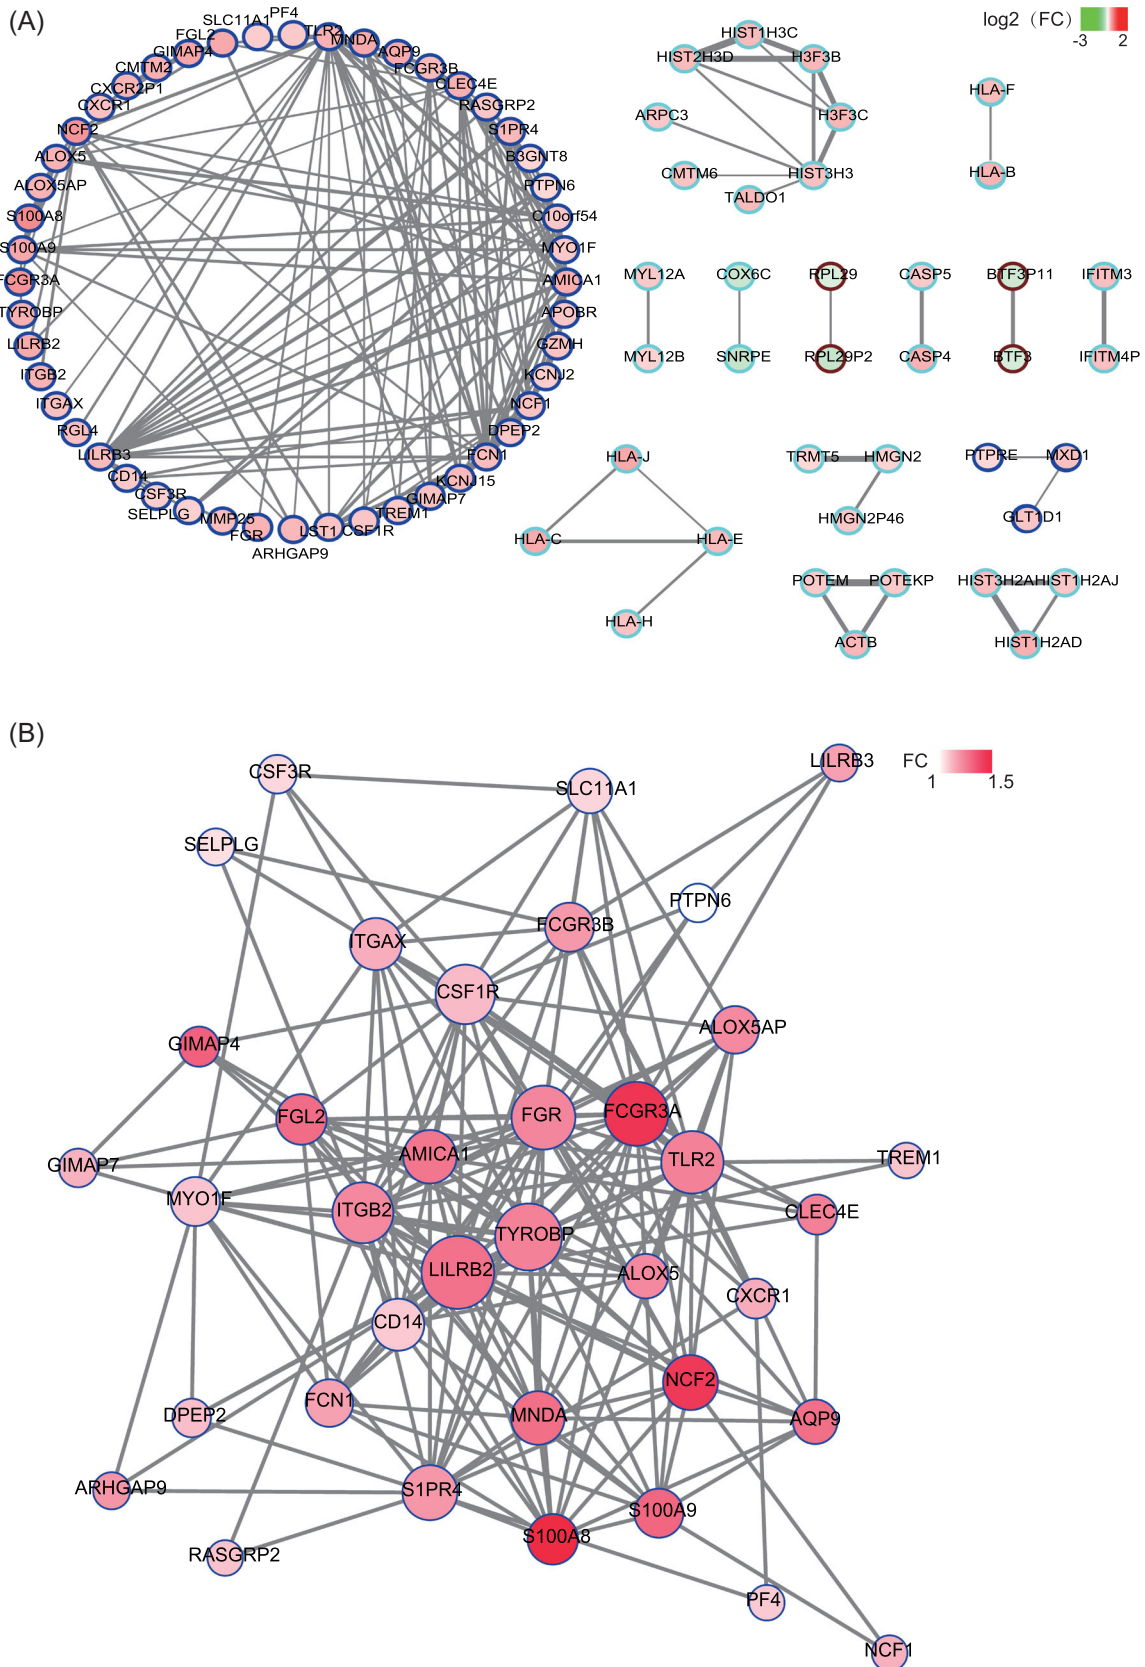 (A)
SLC11A1
PF4
TLR2
MNDA
AQP9
FCGR3B
CLEC4E
RASGRP2
S1PR4
B3GNT8
PTPN6
C10orf54
MYO1F
AMICA1
APOBR
GZMH
KCNJ2
NCF1
DPEP2
FCN1
KCNJ15
GIMAP7
TREM1
CSF1R
LST1
ARHGAP9
FGR
MMP25
SELPLG
CSF3R
CD14
LILRB3
RGL4
ITGAX
ITGB2
LILRB2
TYROBP
FCGR3A
S100A9
S100A8
ALOX5AP
ALOX5
NCF2
CXCR1
CXCR2P1
CMTM2
GIMAP4
FGL2
log2（FC）
-3 2
HIST1H3C
HIST2H3D
H3F3B
ARPC3
H3F3C
CMTM6
HIST3H3
TALDO1
HLA-F
HLA-B
MYL12A
COX6C
RPL29
CASP5
BTF3P11
IFITM3
MYL12B
SNRPE
RPL29P2
CASP4
BTF3
IFITM4P
HLA-J
HLA-C
HLA-E
HLA-H
TRMT5
HMGN2
HMGN2P46
PTPRE
MXD1
GLT1D1
POTEM
POTEKP
ACTB
HIST3H2A
HIST1H2AJ
HIST1H2AD
(B)
FC
1 1.5
CSF3R
SLC11A1
LILRB3
SELPLG
PTPN6
FCGR3B
ITGAX
CSF1R
ALOX5AP
GIMAP4
FGL2
FGR
FCGR3A
AMICA1
TLR2
TREM1
GIMAP7
MYO1F
ITGB2
CLEC4E
TYROBP
LILRB2
ALOX5
CXCR1
CD14
NCF2
FCN1
DPEP2
MNDA
AQP9
ARHGAP9
S1PR4
S100A9
S100A8
RASGRP2
PF4
NCF1